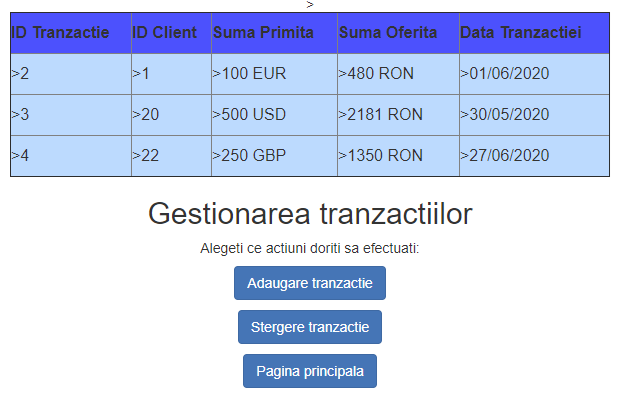 >
ID Tranzactie ID Client Suma Primita Suma Oferita Data Tranzactiei
>2 >1 >100 EUR >480 RON >01/06/2020
>3 >20 >500 USD >2181 RON >30/05/2020
>4 >22 >250 GBP >1350 RON >27/06/2020
Gestionarea tranzactiilor
Alegeti ce actiuni doriti sa efectuati:
Adaugare tranzactie
Stergere tranzactie
Pagina principala